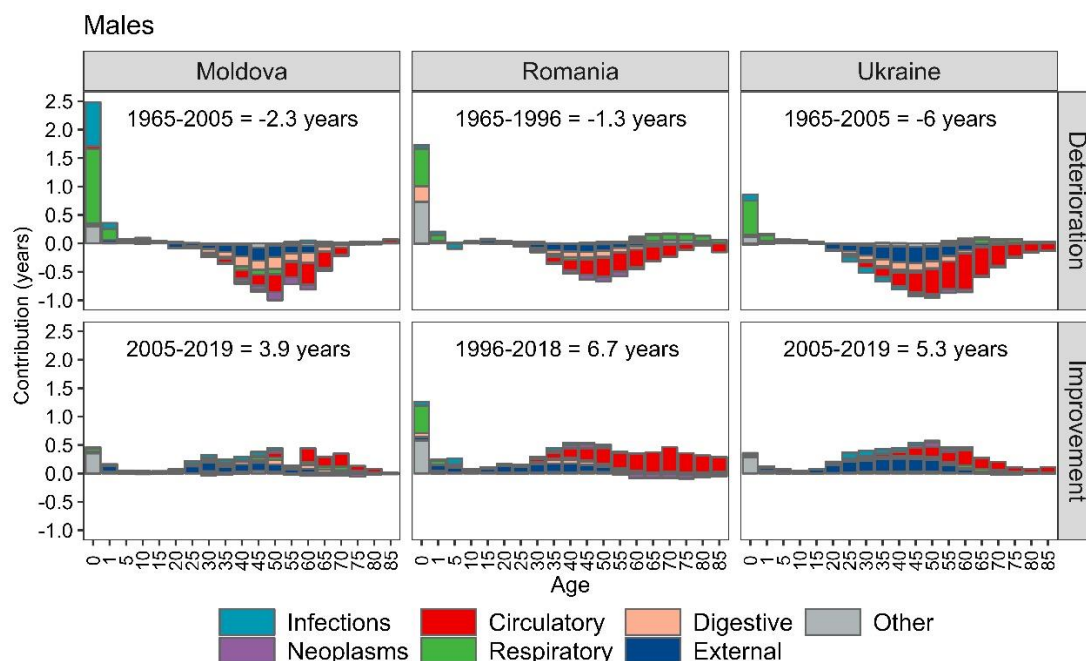 Males
Moldova Romania Ukraine
1965-2005 = -2.3 years 1965-1996 = -1.3 years 1965-2005 = -6 years
Deterioration
2.5
2.0
1.5
1.0
0.5
0.0
-0.5
-1.0
2005-2019 = 3.9 years 1996-2018 = 6.7 years 2005-2019 = 5.3 years
Improvement
2.5
2.0
1.5
1.0
0.5
0.0
-0.5
-1.0
Contribution (years)
0 1 5 10 15 20 25 30 35 40 45 50 55 60 65 70 75 80 85 0 1 5 10 15 20 25 30 35 40 45 50 55 60 65 70 75 80 85 0 1 5 10 15 20 25 30 35 40 45 50 55 60 65 70 75 80 85
Age
Infections Circulatory Digestive Other
Neoplasms Respiratory External